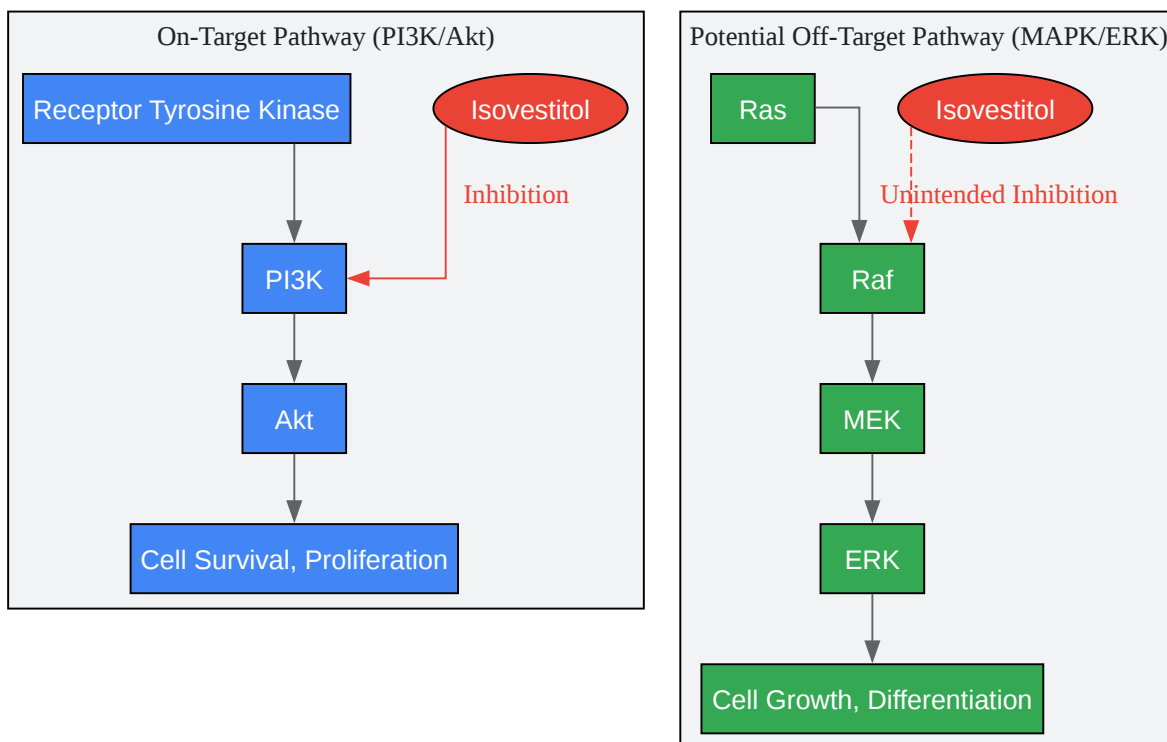 On-Target Pathway (PI3K/Akt)
Receptor Tyrosine Kinase
Isovestitol
Inhibition
PI3K
Akt
Cell Survival, Proliferation
Potential Off-Target Pathway (MAPK/ERK)
Ras
Isovestitol
Unintended Inhibition
Raf
MEK
ERK
Cell Growth, Differentiation